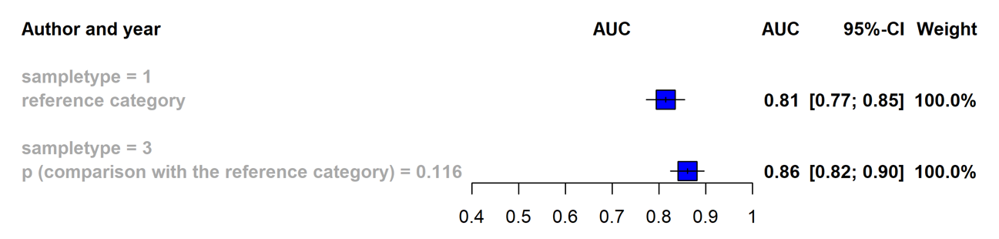 Author and year AUC AUC 95%-CI Weight
sampletype = 1
reference category 0.81 [0.77; 0.85] 100.0%
sampletype = 3
p (comparison with the reference category) = 0.116 0.86 [0.82; 0.90] 100.0%
0.4 0.5 0.6 0.7 0.8 0.9 1